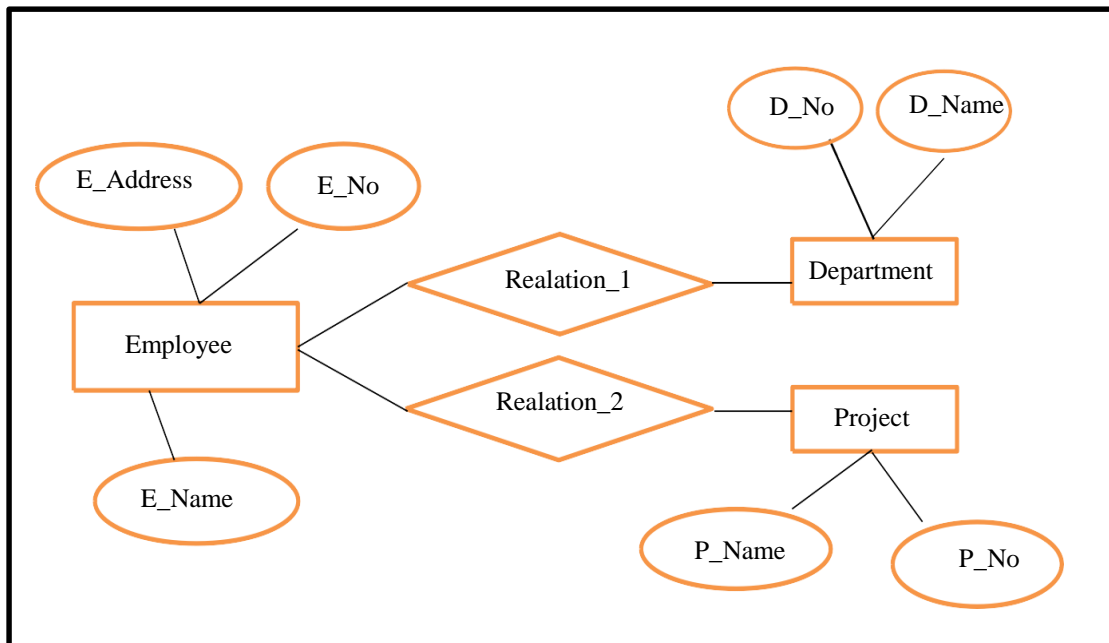 D_No
D_Name
E_Address
E_No
Realation_1
Department
Employee
Realation_2
Project
E_Name
P_Name
P_No